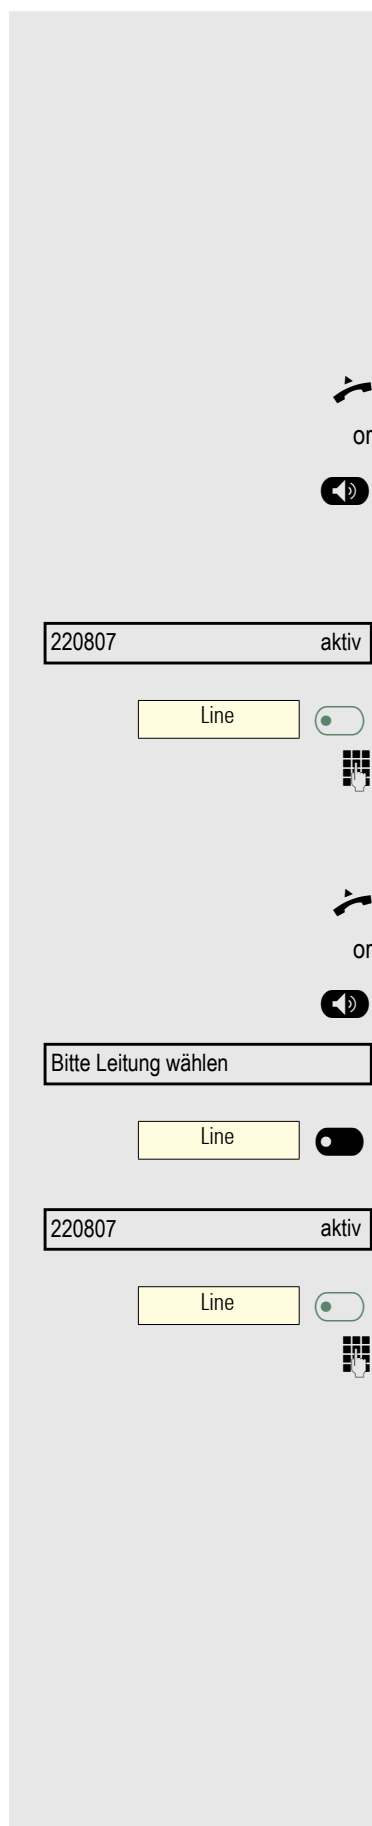 or
220807 aktiv
Line
or
Bitte Leitung wählen
Line
220807 aktiv
Line